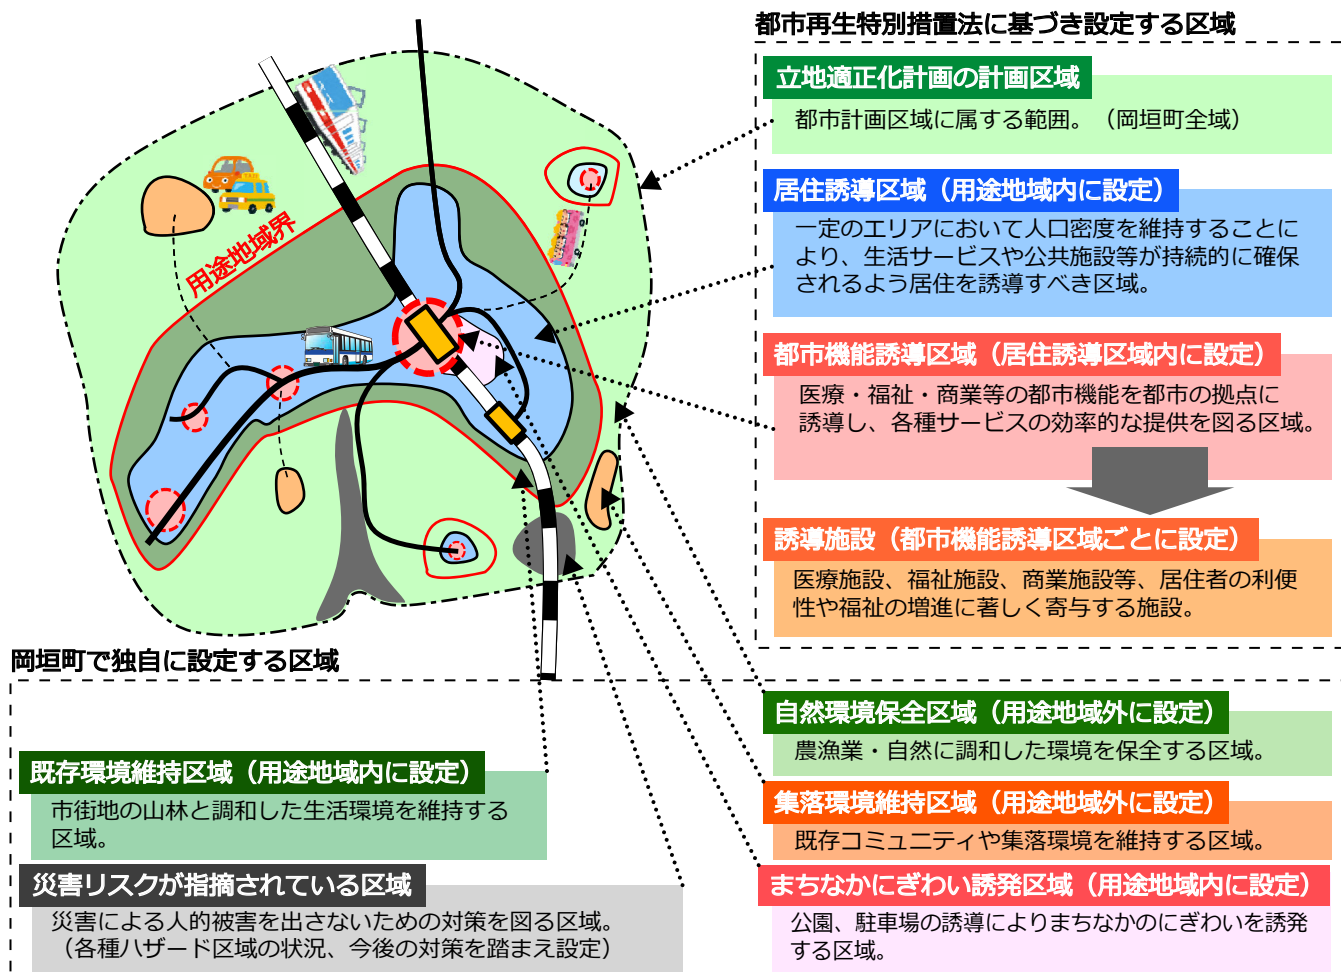 都市再生特別措置法に基づき設定する区域
立地適正化計画の計画区域
都市計画区域に属する範囲。（岡垣町全域）
居住誘導区域（用途地域内に設定）
一定のエリアにおいて人口密度を維持することに
より、生活サービスや公共施設等が持続的に確保
されるよう居住を誘導すべき区域。
都市機能誘導区域（居住誘導区域内に設定）
医療・福祉・商業等の都市機能を都市の拠点に
誘導し、各種サービスの効率的な提供を図る区域。
誘導施設（都市機能誘導区域ごとに設定）
医療施設、福祉施設、商業施設等、居住者の利便
性や福祉の増進に著しく寄与する施設。
用途地域界
TAXI
岡垣町で独自に設定する区域
自然環境保全区域（用途地域外に設定）
農漁業・自然に調和した環境を保全する区域。
既存環境維持区域（用途地域内に設定）
市街地の山林と調和した生活環境を維持する
区域。
集落環境維持区域（用途地域外に設定）
既存コミュニティや集落環境を維持する区域。
災害リスクが指摘されている区域
災害による人的被害を出さないための対策を図る区域。
（各種ハザード区域の状況、今後の対策を踏まえ設定）
まちなかにぎわい誘発区域（用途地域内に設定）
公園、駐車場の誘導によりまちなかのにぎわいを誘発
する区域。